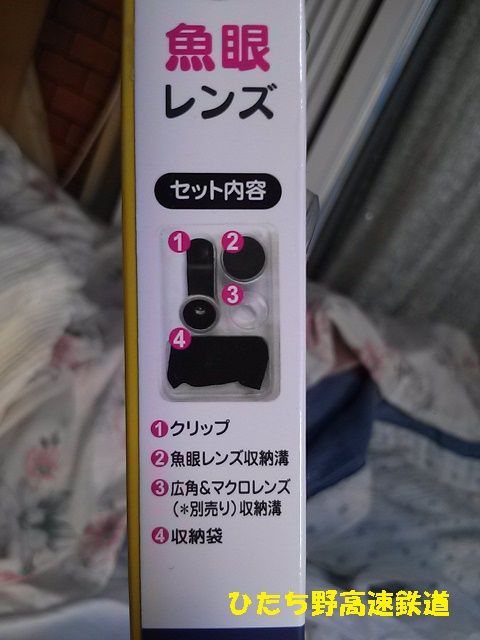 魚眼
レンズ
セット内容
1
2
3
4
1 クリップ
2 魚眼レンズ収納溝
3 広角&マクロレンズ
(*別売り)収納溝
4 収納袋
ひたち野高速鉄道